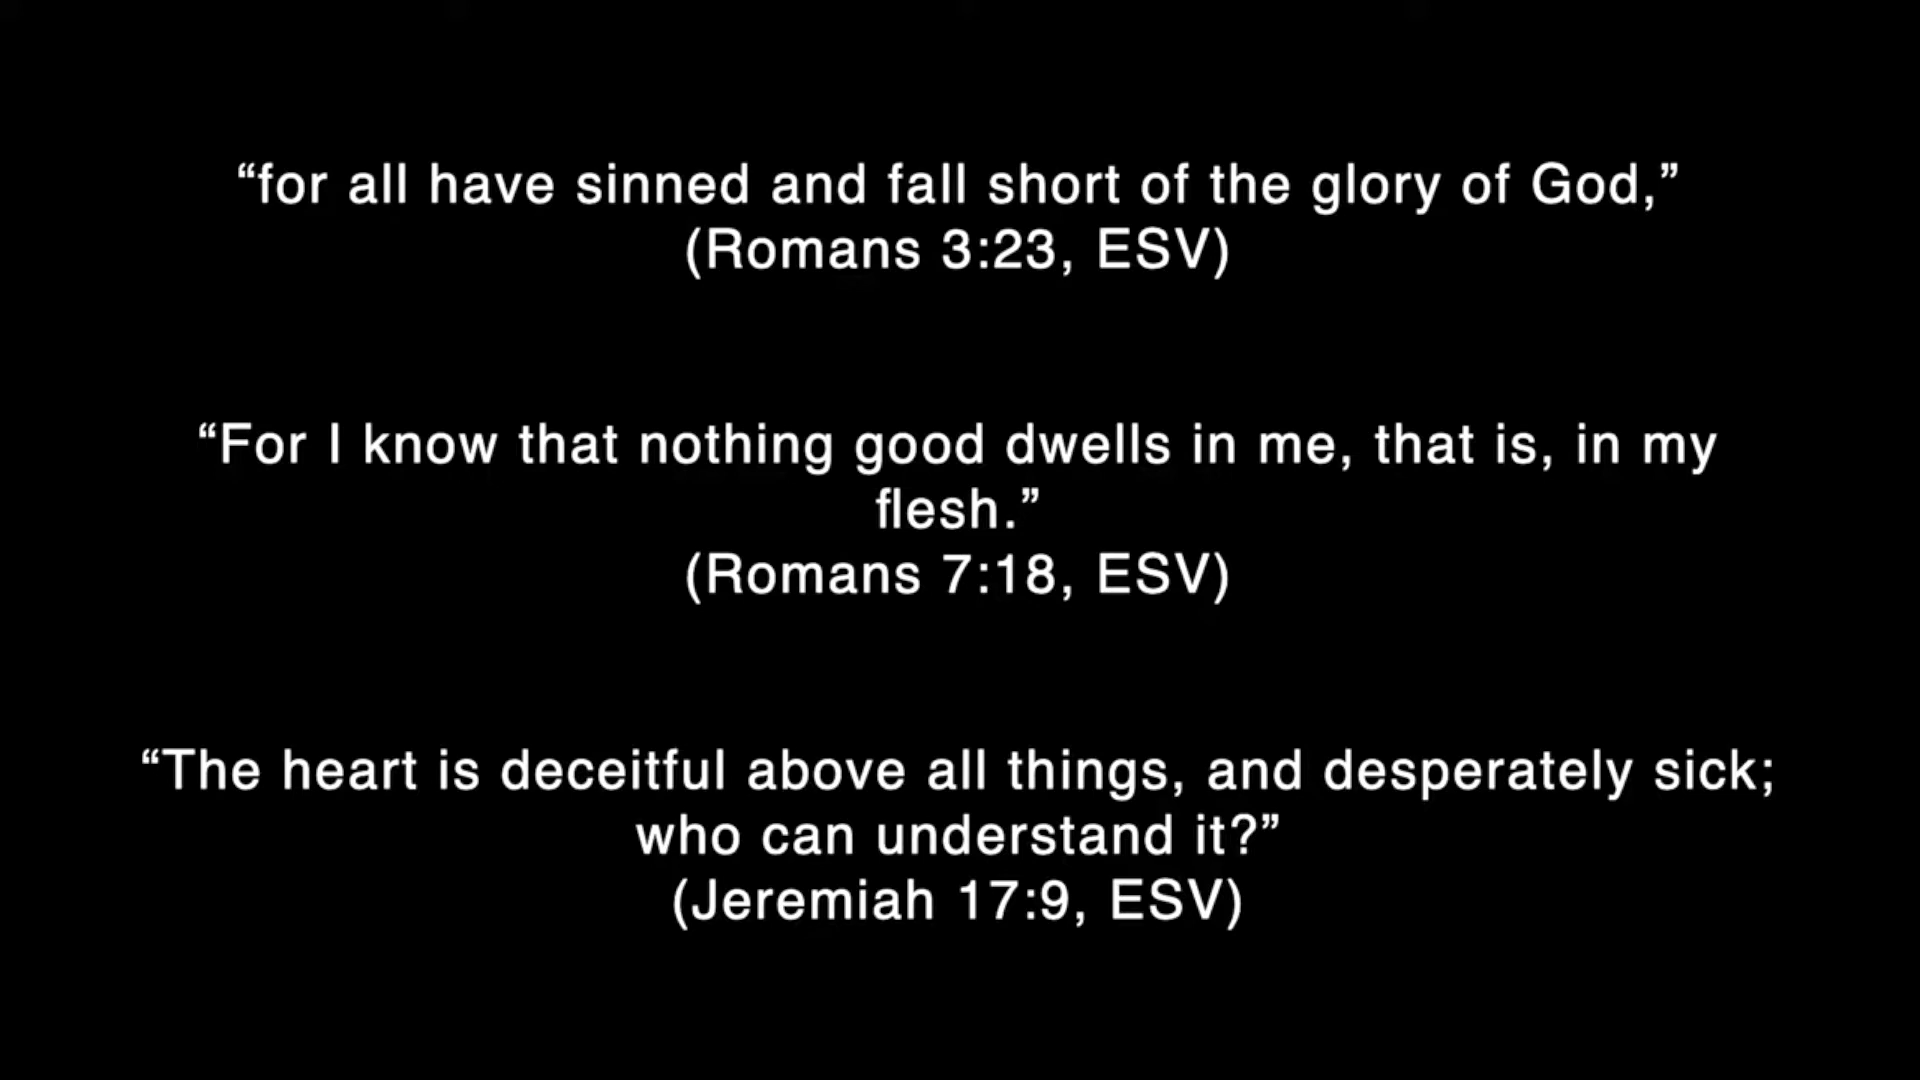 “for all have sinned and fall short of the glory of God,”
(Romans 3:23, ESV)
“For I know that nothing good dwells in me, that is, in my
flesh.”
(Romans 7:18, ESV)
“The heart is deceitful above all things, and desperately sick;
who can understand it?”
(Jeremiah 17:9, ESV)